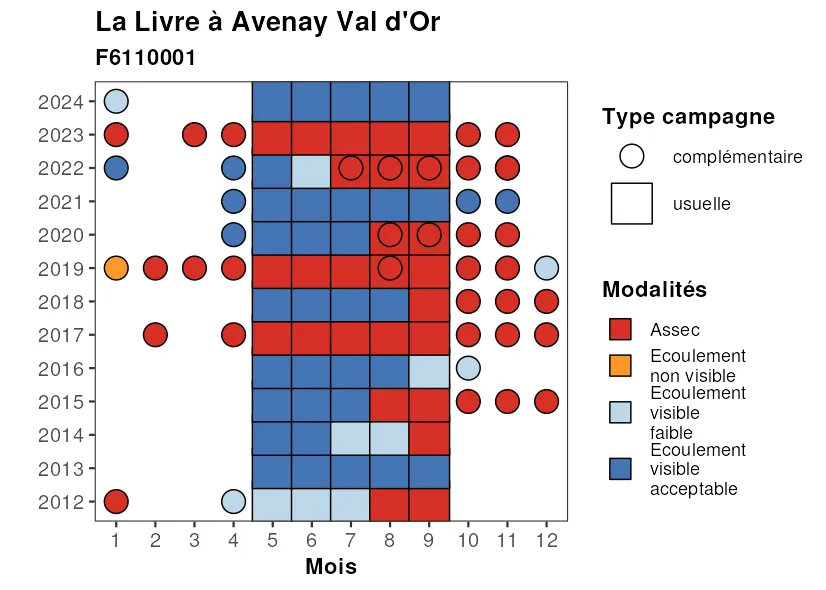 La Livre à Avenay Val d'Or
F6110001
2024
2023
2022
2021
2020
2019
2018
2017
2016
2015
2014
2013
2012
1 2 3 4 5 6 7 8 9 10 11 12
Mois
Type campagne
complémentaire
usuelle
Modalités
Assec
Ecoulement
non visible
Ecoulement
visible
faible
Ecoulement
visible
acceptable